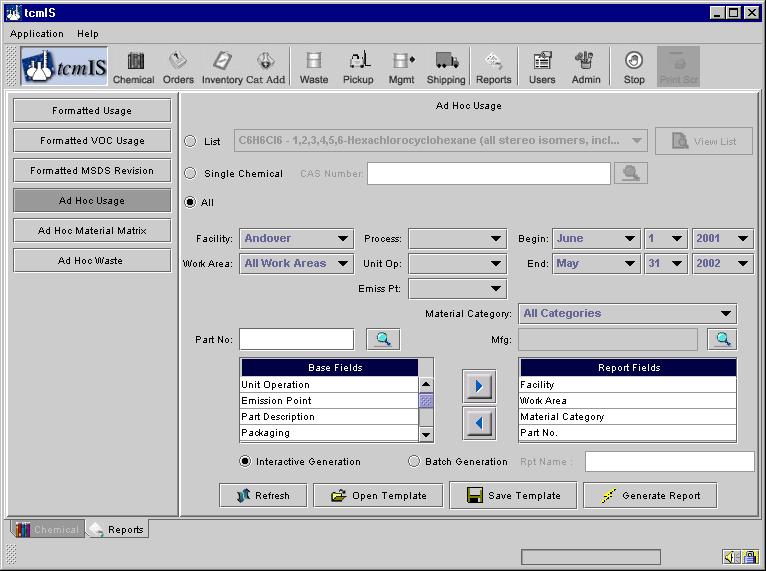 tcmIS
Application Help
tcmIS Chemical Orders Inventory Cat Add Waste Pickup Mgmt Shipping Reports Users Admin Stop Print Scr
Formatted Usage
Formatted VOC Usage
Formatted MSDS Revision
Ad Hoc Usage
Ad Hoc Material Matrix
Ad Hoc Waste
Ad Hoc Usage
List C6H6Cl6 - 1,2,3,4,5,6-Hexachlorocyclohexane (all stereo isomers, incl... View List
Single Chemical CAS Number:
All
Facility: Andover Process: Begin: June 1 2001
Work Area: All Work Areas Unit Op: End: May 31 2002
Emiss Pt:
Material Category: All Categories
Part No: Mfg:
Base Fields
Unit Operation
Emission Point
Part Description
Packaging
Report Fields
Facility
Work Area
Material Category
Part No.
Interactive Generation Batch Generation Rpt Name :
Refresh Open Template Save Template Generate Report
Chemical Reports